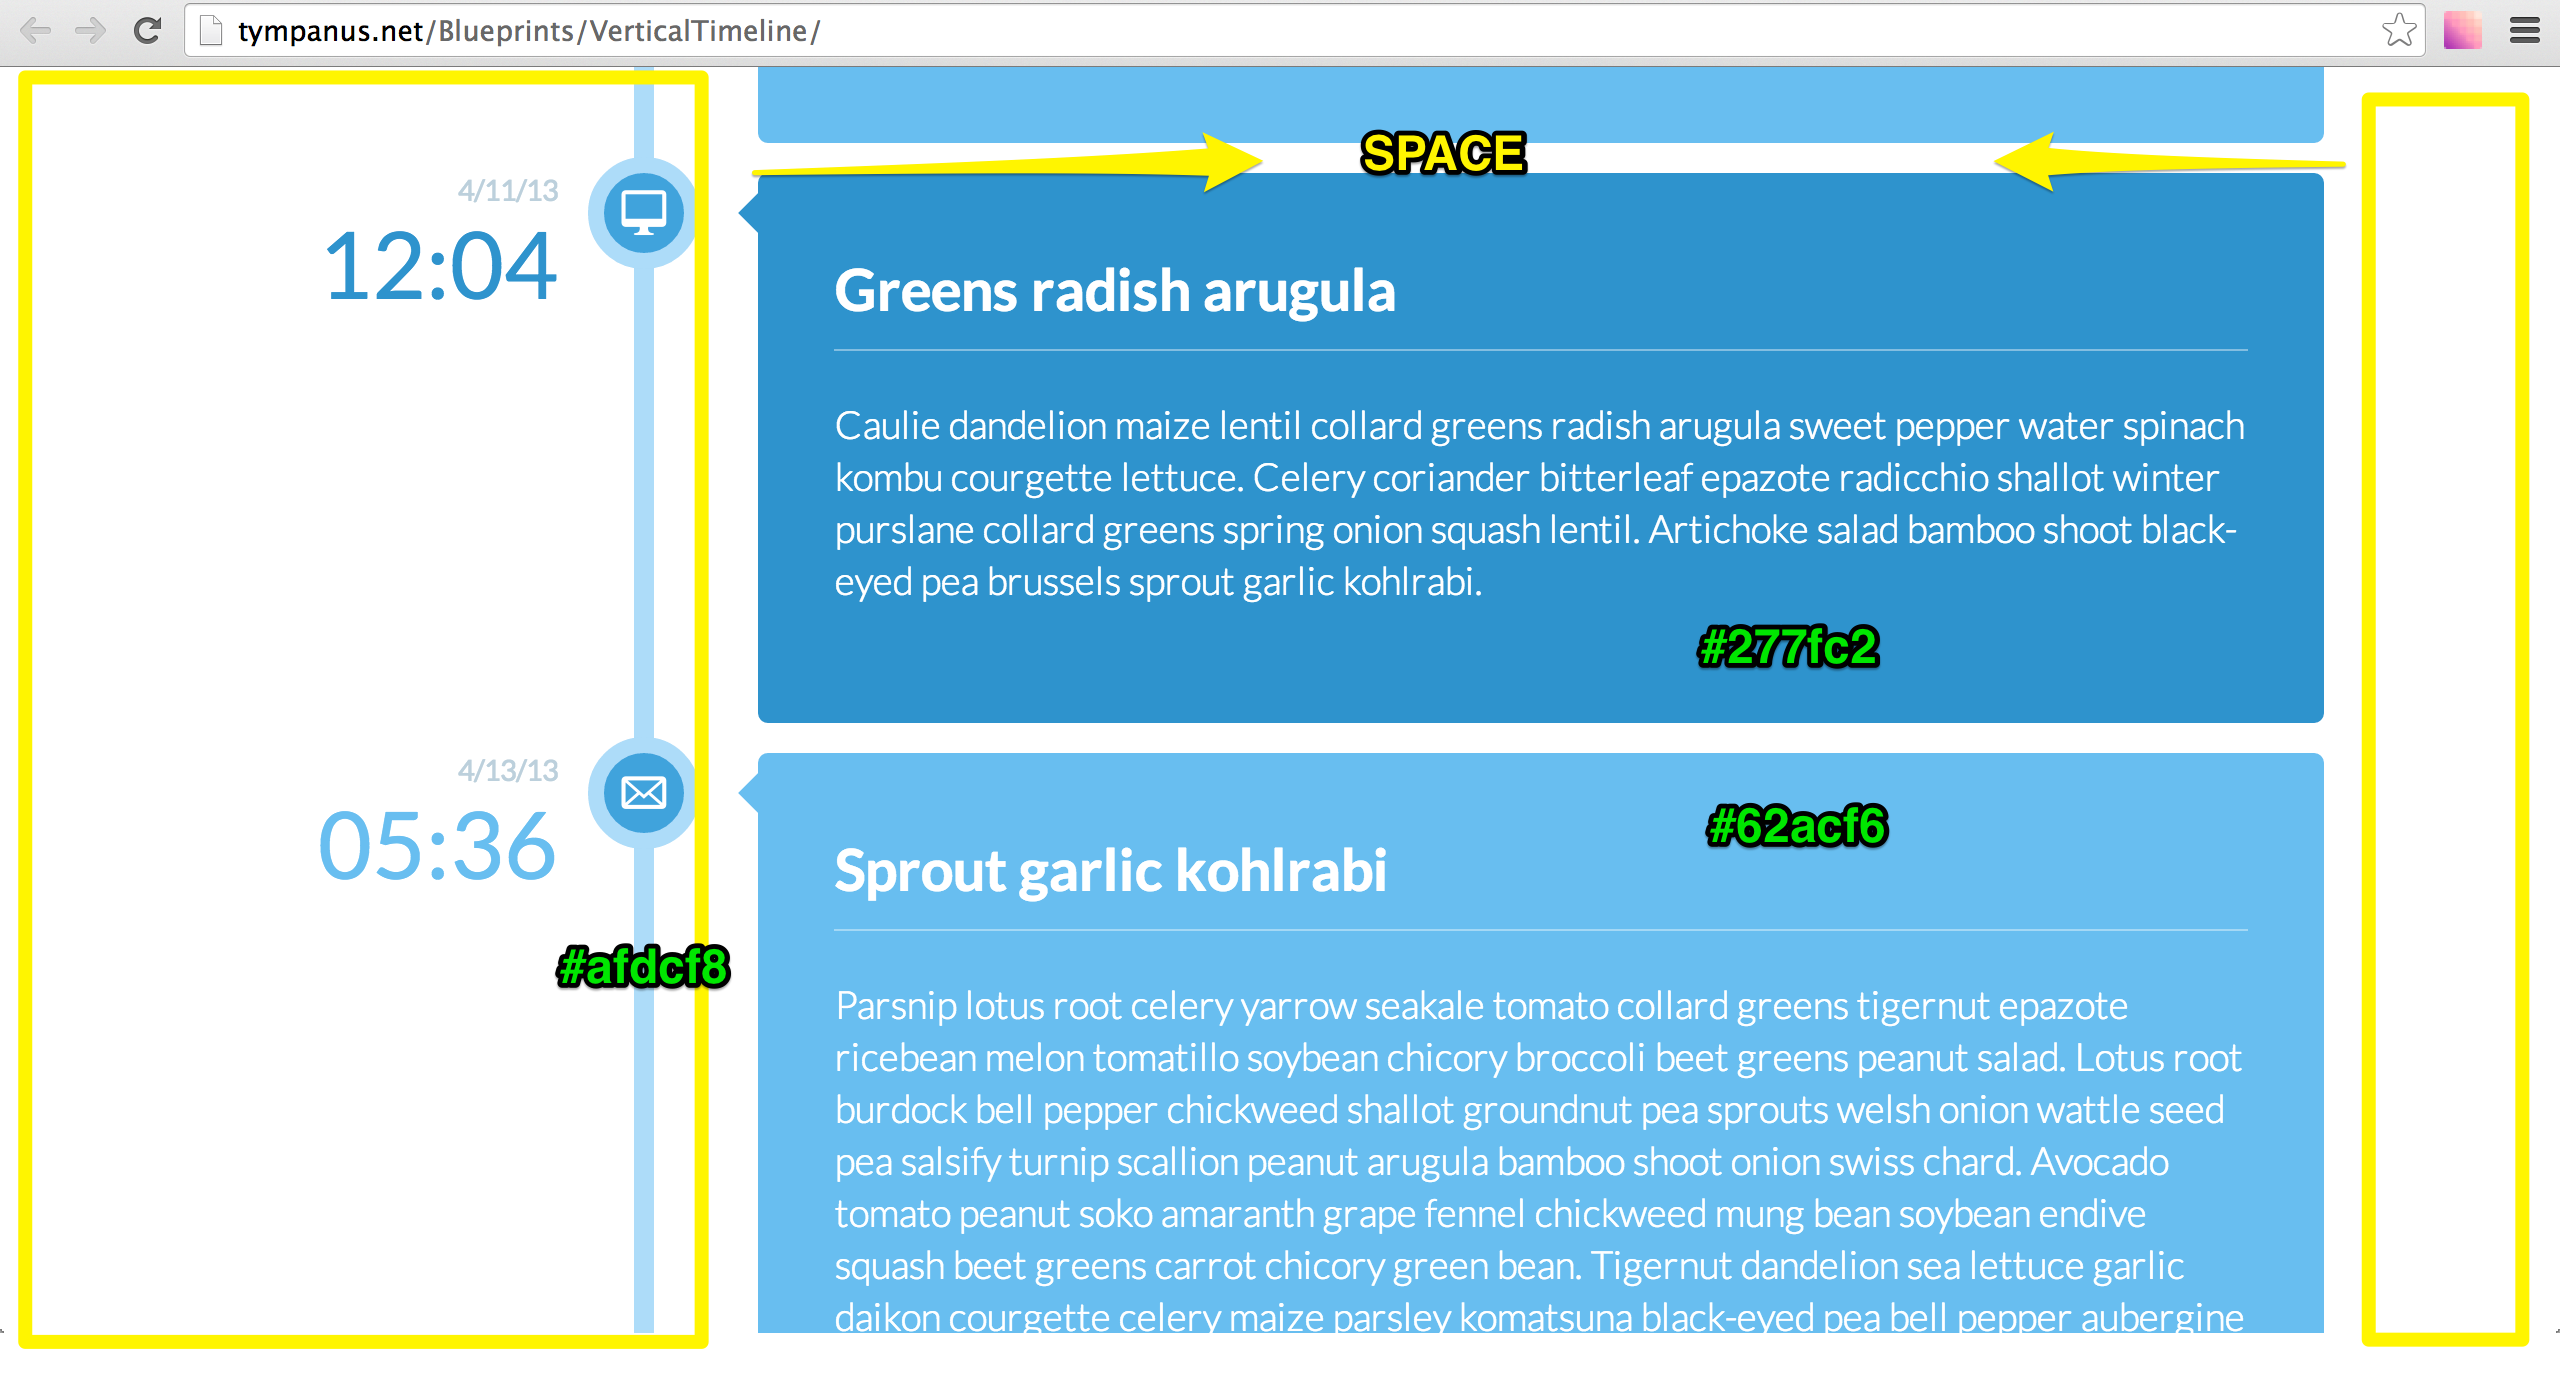 tympanus.net/Blueprints/VerticalTimeline/
SPACE
4/11/13
12:04
Greens radish arugula
Caulie dandelion maize lentil collard greens radish arugula sweet pepper water spinach
kombu courgette lettuce. Celery coriander bitterleaf epazote radicchio shallot winter
purslane collard greens spring onion squash lentil. Artichoke salad bamboo shoot black-
eyed pea brussels sprout garlic kohlrabi.
#277fc2
4/13/13
05:36
#62acf6
Sprout garlic kohlrabi
#afdcf8
Parsnip lotus root celery yarrow seakale tomato collard greens tigernut epazote
ricebean melon tomatillo soybean chicory broccoli beet greens peanut salad. Lotus root
burdock bell pepper chickweed shallot groundnut pea sprouts welsh onion wattle seed
pea salsify turnip scallion peanut arugula bamboo shoot onion swiss chard. Avocado
tomato peanut soko amaranth grape fennel chickweed mung bean soybean endive
squash beet greens carrot chicory green bean. Tigernut dandelion sea lettuce garlic
daikon courgette celery maize parsley komatsuna black-eyed pea bell pepper aubergine